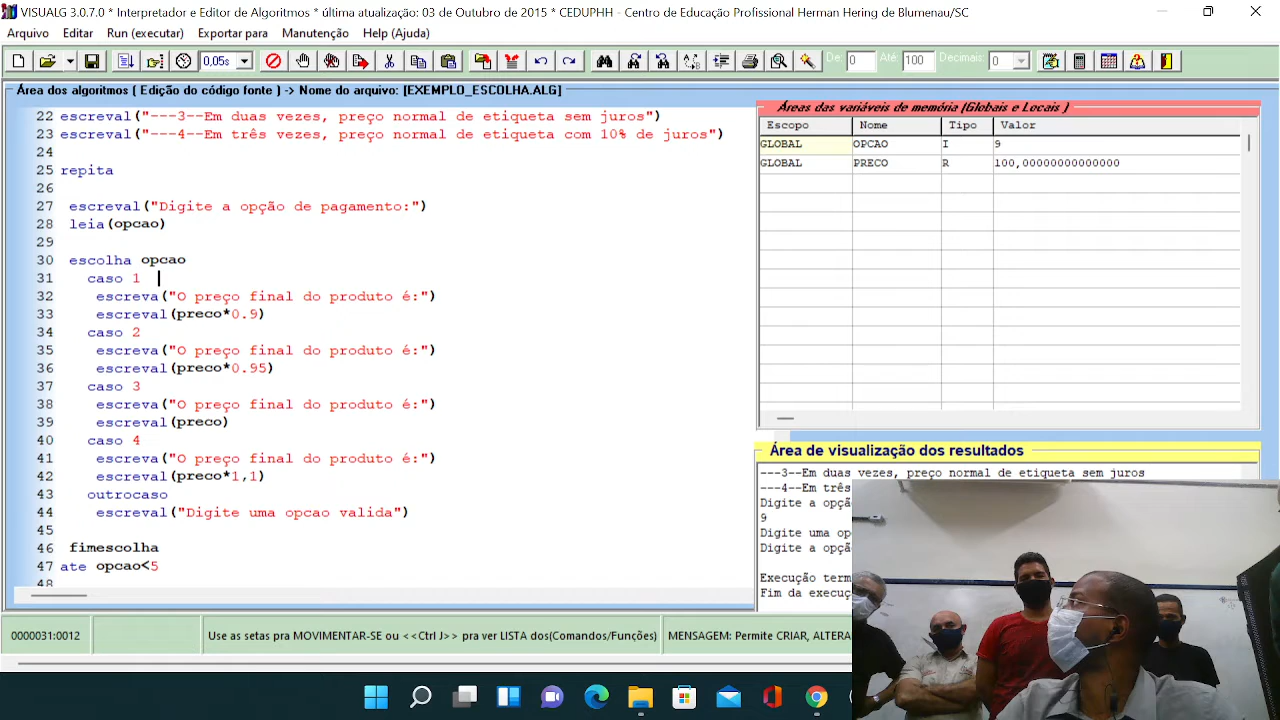 VISUALG 3.0.7.0 * Interpretador e Editor de Algoritmos * última atualização: 03 de Outubro de 2015 * CEDUPHH - Centro de Educação Profissional Herman Hering de Blumenau/SC
Arquivo Editar Run (executar) Exportar para Manutenção Help (Ajuda)
0,05s De: 0 Até: 100 Decimais: 0
Área dos algoritmos ( Edição do código fonte ) -> Nome do arquivo: [EXEMPLO_ESCOLHA.ALG]
22 escreval("---3--Em duas vezes, preço normal de etiqueta sem juros")
23 escreval("---4--Em três vezes, preço normal de etiqueta com 10% de juros")
24
25 repita
26
27 escreval("Digite a opção de pagamento:")
28 leia(opcao)
29
30 escolha opcao
31 caso 1
32 escreva("O preço final do produto é:")
33 escreval(preco*0.9)
34 caso 2
35 escreva("O preço final do produto é:")
36 escreval(preco*0.95)
37 caso 3
38 escreva("O preço final do produto é:")
39 escreval(preco)
40 caso 4
41 escreva("O preço final do produto é:")
42 escreval(preco*1,1)
43 outrocaso
44 escreval("Digite uma opcao valida")
45
46 fimescolha
47 ate opcao<5
48
Áreas das variáveis de memória (Globais e Locais )
Escopo Nome Tipo Valor
GLOBAL OPCAO I 9
GLOBAL PRECO R 100,00000000000000
Área de visualização dos resultados
---3--Em duas vezes, preço normal de etiqueta sem juros
---4--Em três
Digite a opçã
9
Digite uma op
Digite a opçã
Execução term
Fim da execuç
0000031:0012
Use as setas pra MOVIMENTAR-SE ou <<Ctrl J>> pra ver LISTA dos(Comandos/Funções)
MENSAGEM: Permite CRIAR, ALTERA